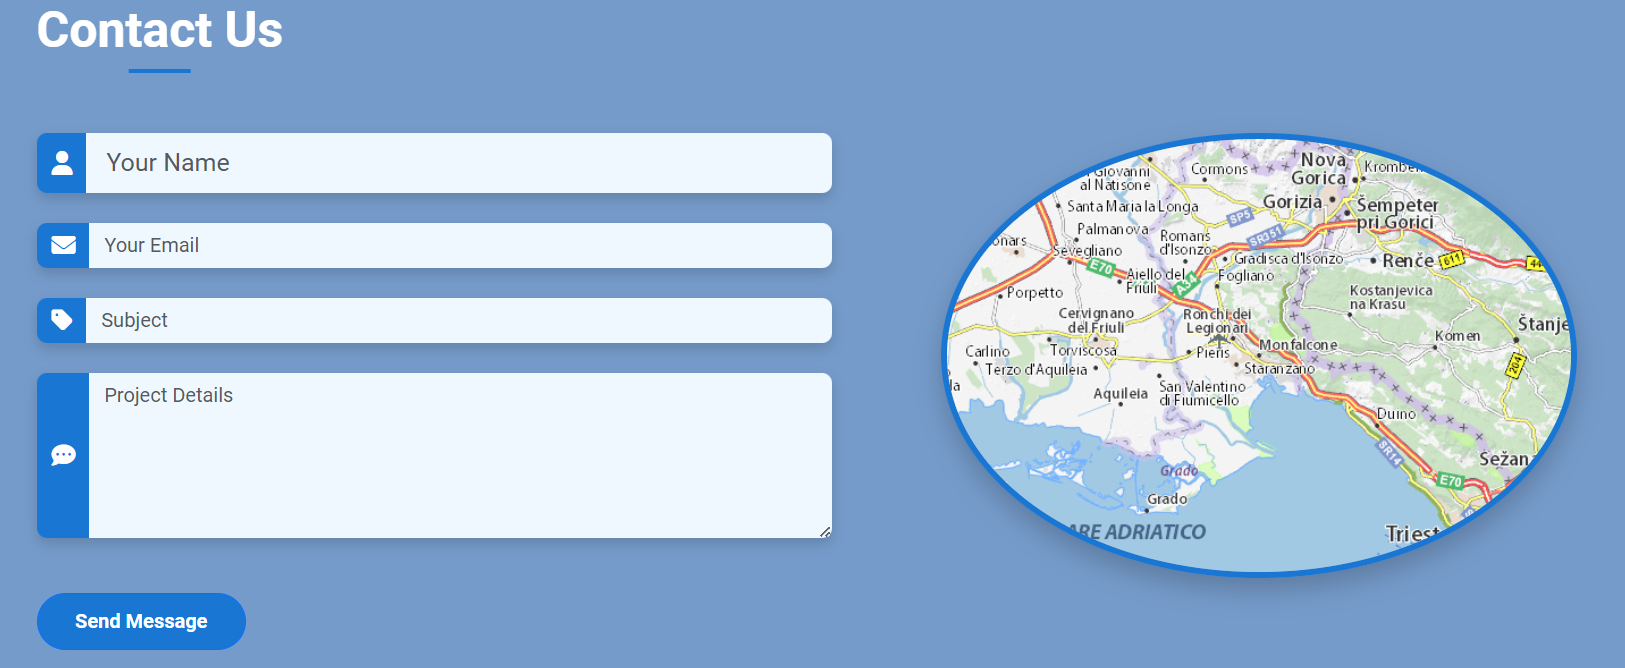 Contact Us
Your Name
Your Email
Subject
Project Details
Send Message
Giovanni
al Natisone
Cormons
Nova
Gorica
Gorizia
Šempeter
pri Gorici
Santa Maria la Longa
SP5
Palmanova
Romans
d'Isonzo
SR351
Sevegliano
E70
Gradisca d'Isonzo
Renče
611
44
Aiello del
Friuli
A34
Fogliano
Porpetto
Kostanjevica
na Krasu
Cervignano
del Friuli
Ronchi dei
Legionari
Štanje
Komen
Carlino
Torviscosa
Pieris
Monfalcone
Terzo d'Aquileia
Staranzano
204
Aquileia
San Valentino
di Fiumicello
Duino
SR14
Sežan
Grado
E70
Grado
ARE ADRIATICO
Triest